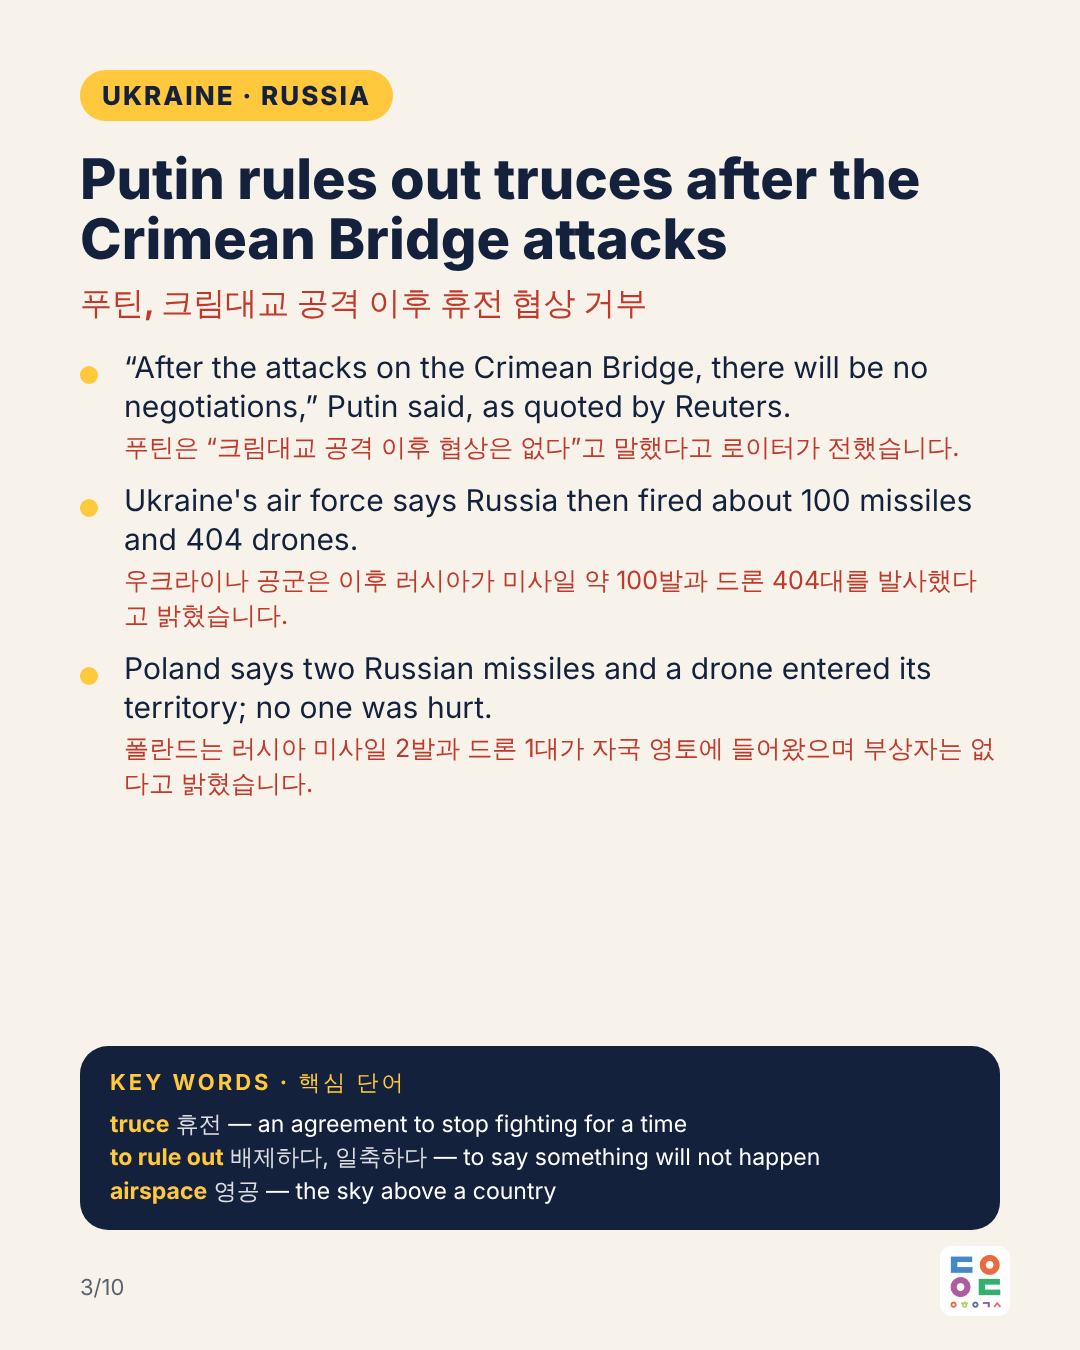 UKRAINE · RUSSIA
Putin rules out truces after the
Crimean Bridge attacks
푸틴, 크림대교 공격 이후 휴전 협상 거부
“After the attacks on the Crimean Bridge, there will be no
negotiations,” Putin said, as quoted by Reuters.
푸틴은 “크림대교 공격 이후 협상은 없다”고 말했다고 로이터가 전했습니다.
Ukraine's air force says Russia then fired about 100 missiles
and 404 drones.
우크라이나 공군은 이후 러시아가 미사일 약 100발과 드론 404대를 발사했다
고 밝혔습니다.
Poland says two Russian missiles and a drone entered its
territory; no one was hurt.
폴란드는 러시아 미사일 2발과 드론 1대가 자국 영토에 들어왔으며 부상자는 없
다고 밝혔습니다.
KEY WORDS · 핵심 단어
truce 휴전 — an agreement to stop fighting for a time
to rule out 배제하다, 일축하다 — to say something will not happen
airspace 영공 — the sky above a country
3/10